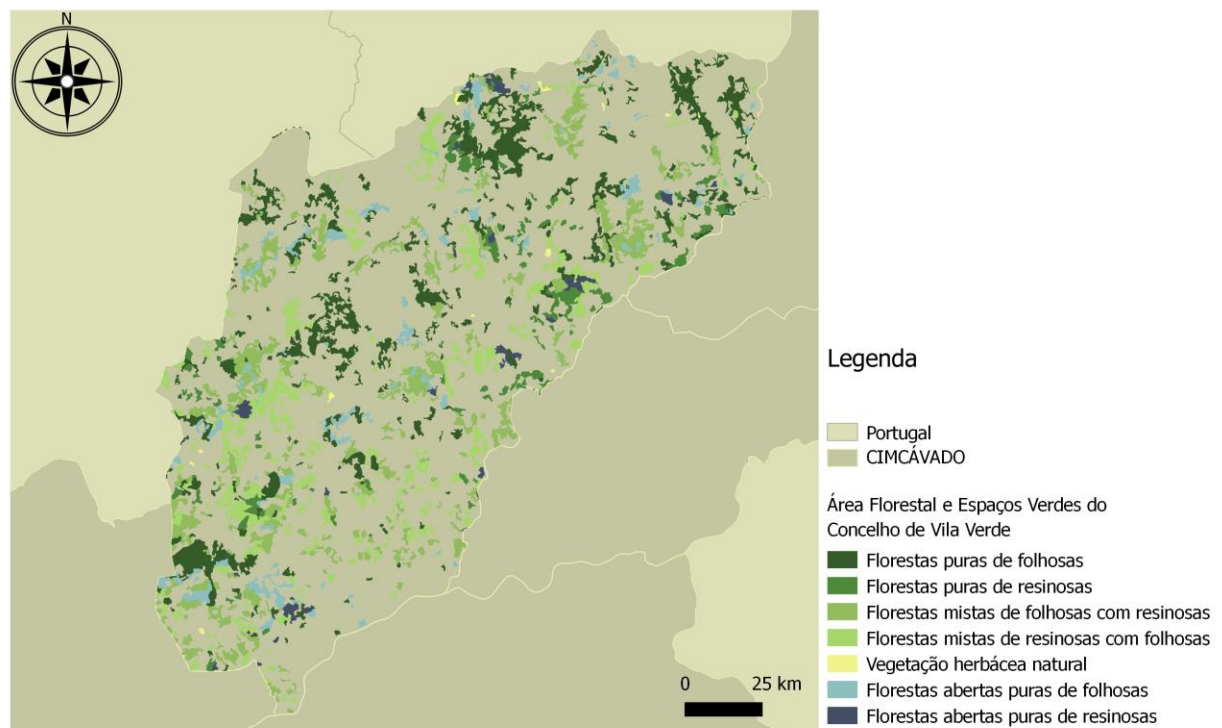 N
Legenda
Portugal
CIMCÁVADO
Área Florestal e Espaços Verdes do
Concelho de Vila Verde
Florestas puras de folhosas
Florestas puras de resinosas
Florestas mistas de folhosas com resinosas
Florestas mistas de resinosas com folhosas
Vegetação herbácea natural
Florestas abertas puras de folhosas
Florestas abertas puras de resinosas
0 25 km